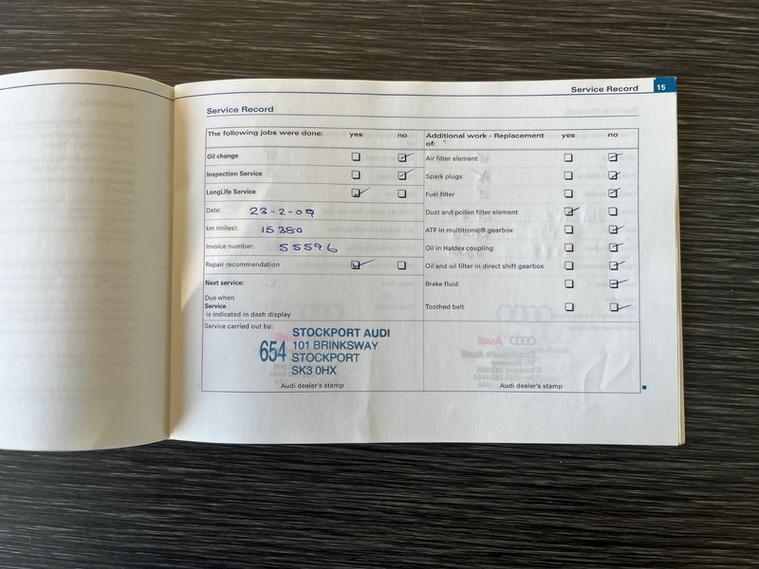 Service Record 15
Service Record
The following jobs were done: yes no
Oil change
Inspection Service
LongLife Service
Date: 23-2-09
km (miles): 15380
Invoice number: 55596
Repair recommendation
Next service:
Due when
Service
is indicated in dash display
Service carried out by:
654
STOCKPORT AUDI
101 BRINKSWAY
STOCKPORT
SK3 0HX
Audi dealer's stamp
Additional work - Replacement of: yes no
Air filter element
Spark plugs
Fuel filter
Dust and pollen filter element
ATF in multitronic® gearbox
Oil in Haldex coupling
Oil and oil filter in direct shift gearbox
Brake fluid
Toothed belt
Audi dealer's stamp